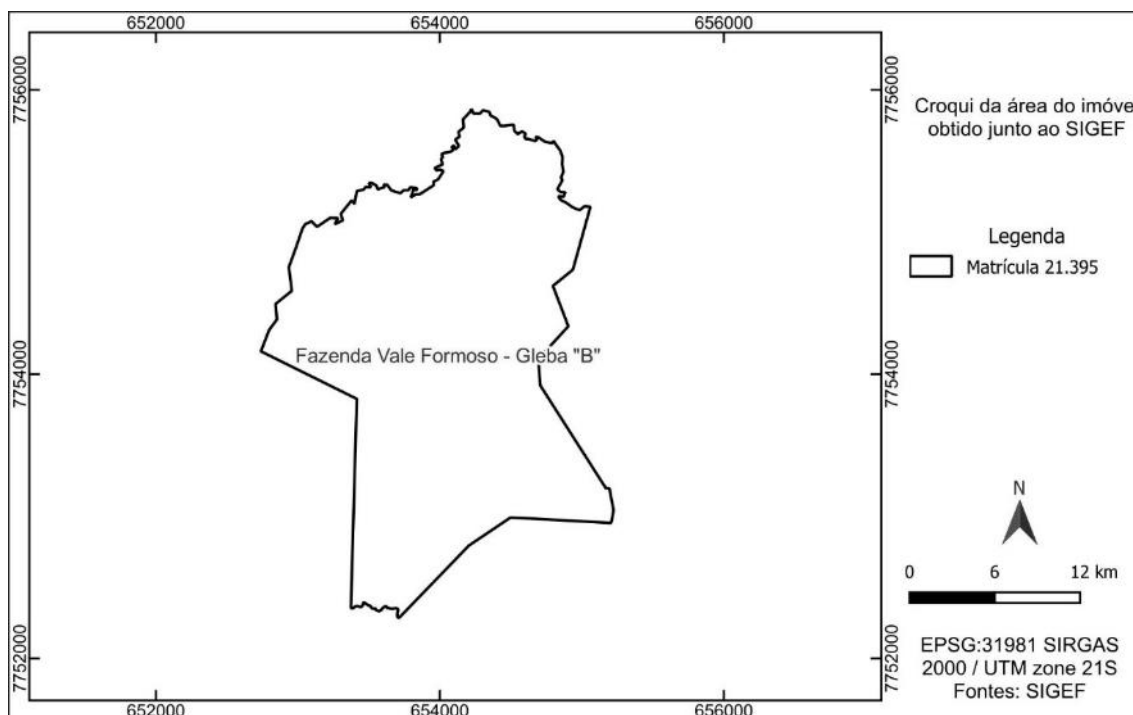 652000
654000
656000
7756000
7756000
Croqui da área do imóve
obtido junto ao SIGEF
Legenda
Matrícula 21.395
Fazenda Vale Formoso - Gleba "B"
7754000
7754000
N
0
6
12 km
7752000
7752000
EPSG:31981 SIRGAS
2000 / UTM zone 21S
Fontes: SIGEF
652000
654000
656000